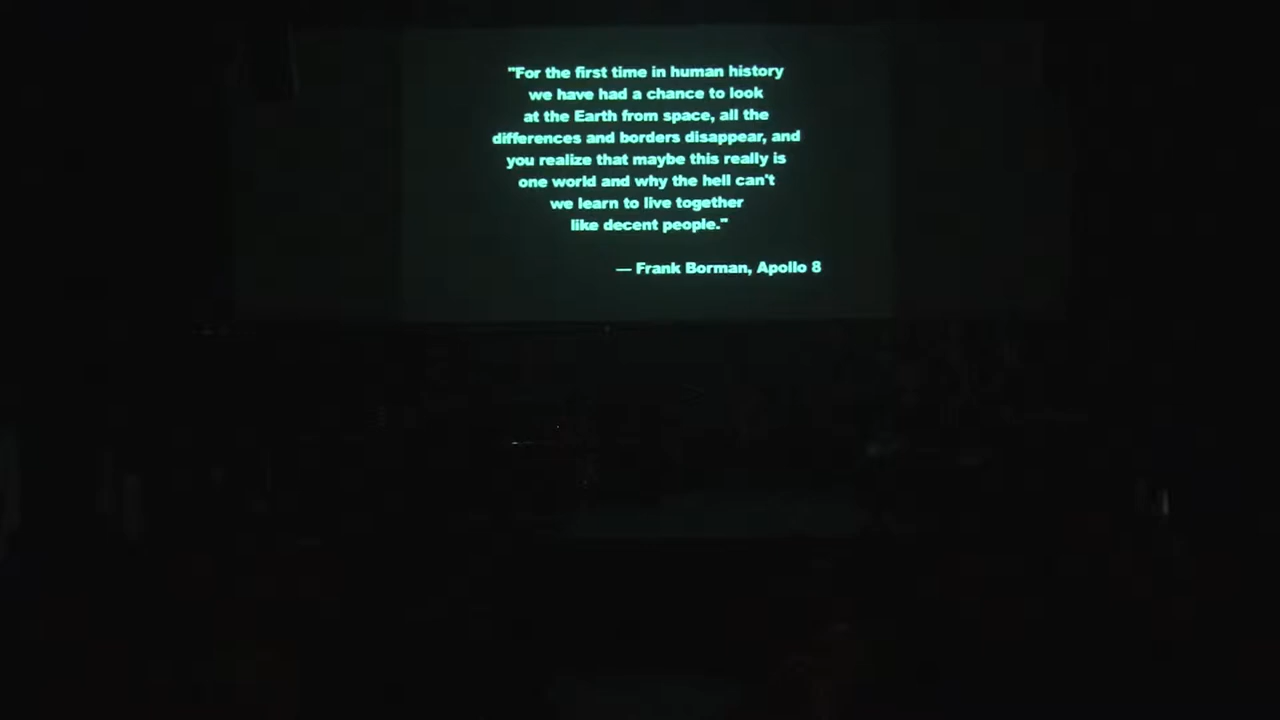 "For the first time in human history
we have had a chance to look
at the Earth from space, all the
differences and borders disappear, and
you realize that maybe this really is
one world and why the hell can't
we learn to live together
like decent people."
— Frank Borman, Apollo 8